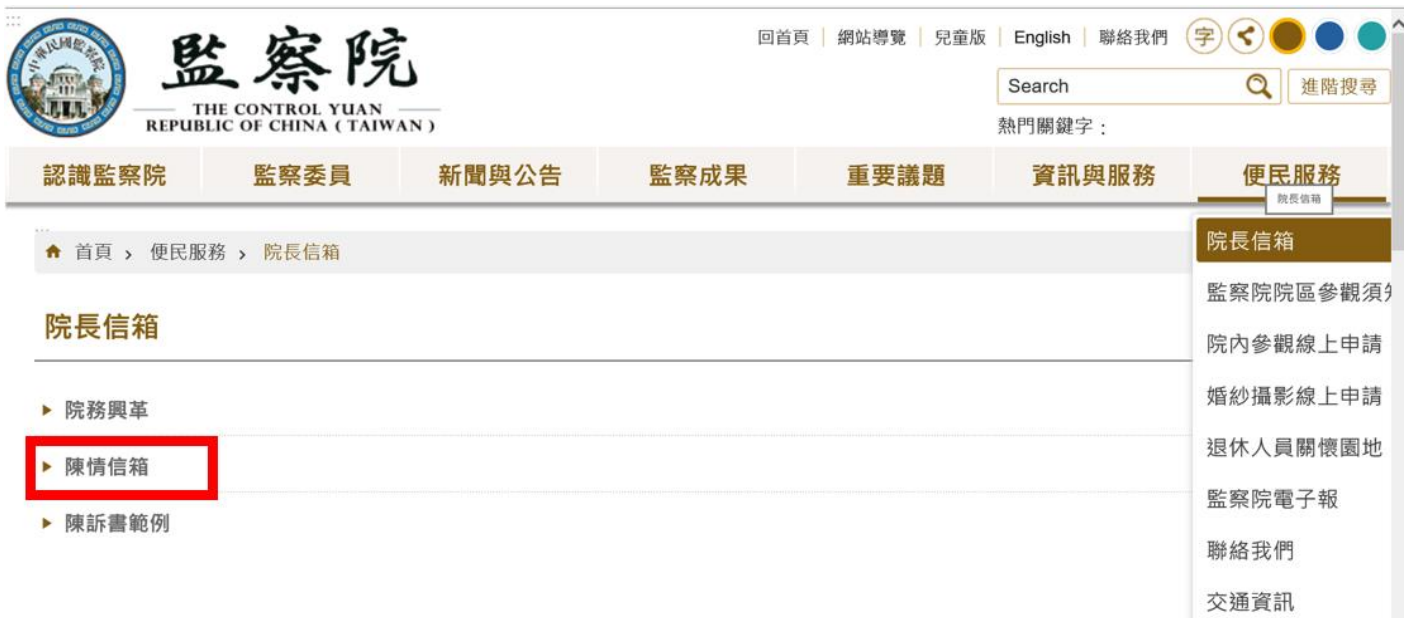 回首頁 | 網站導覽 | 兒童版 | English | 聯絡我們 字
監察院
THE CONTROL YUAN
REPUBLIC OF CHINA ( TAIWAN )
Search
進階搜尋
熱門關鍵字：
認識監察院 監察委員 新聞與公告 監察成果 重要議題 資訊與服務 便民服務
院長信箱
首頁 › 便民服務 › 院長信箱
院長信箱
院務興革
陳情信箱
陳訴書範例
院長信箱
監察院院區參觀須
院內參觀線上申請
婚紗攝影線上申請
退休人員關懷園地
監察院電子報
聯絡我們
交通資訊